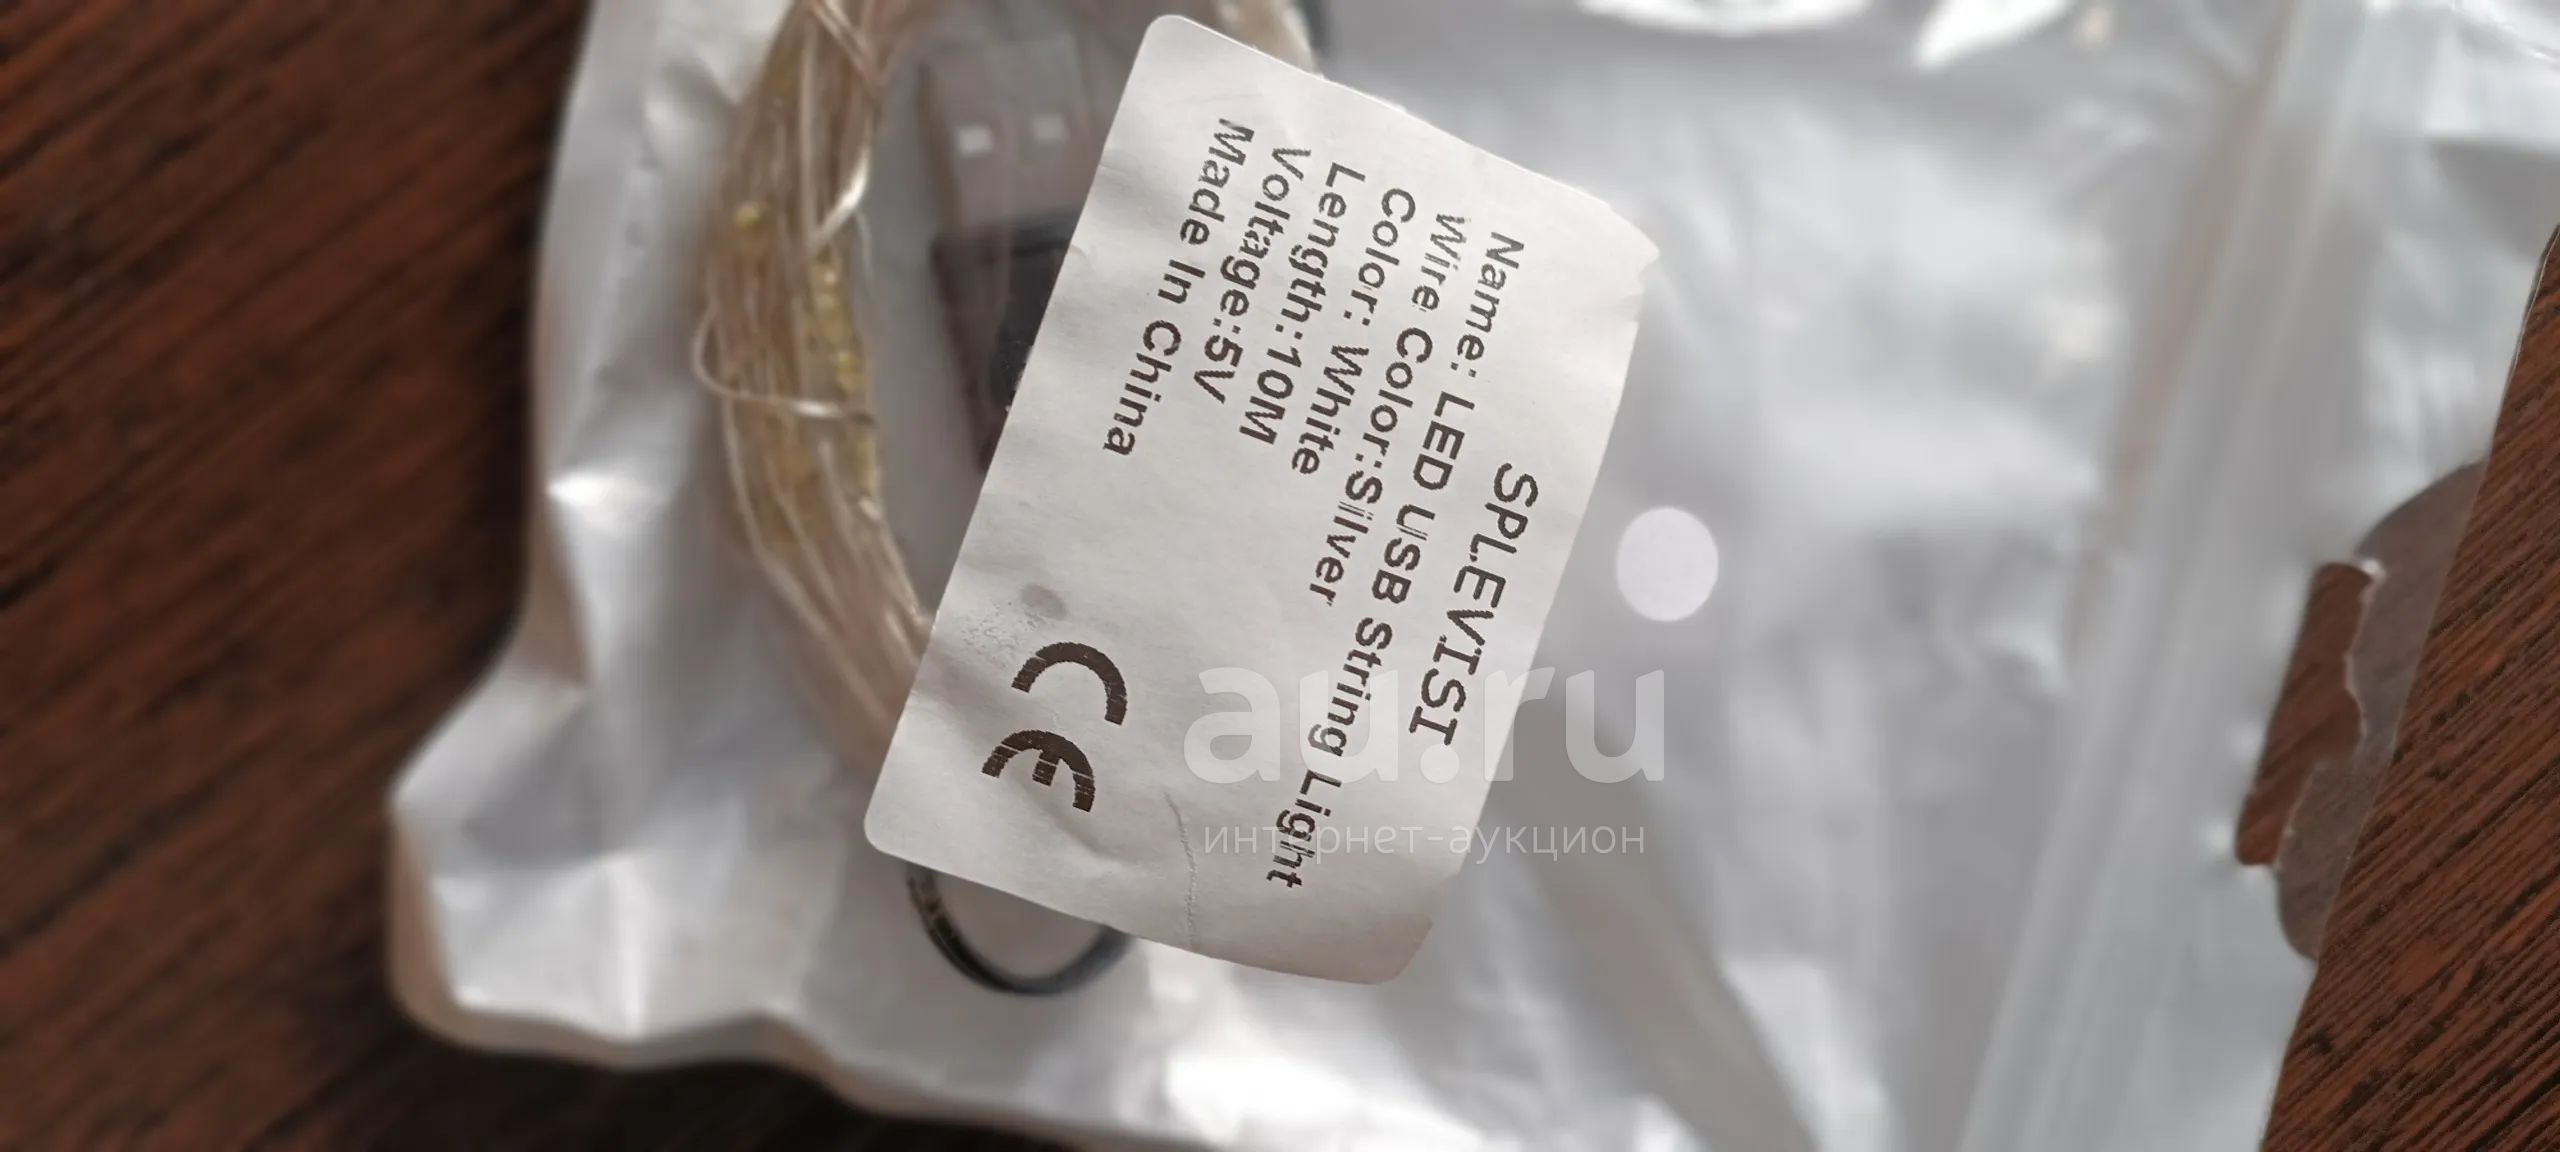 SPLEVISI
Name: LED USB String Light
Wire Color:Silver
Color: White
Length:10M
Voltage:5V
Made In China
CE
au.ru
интернет-аукцион